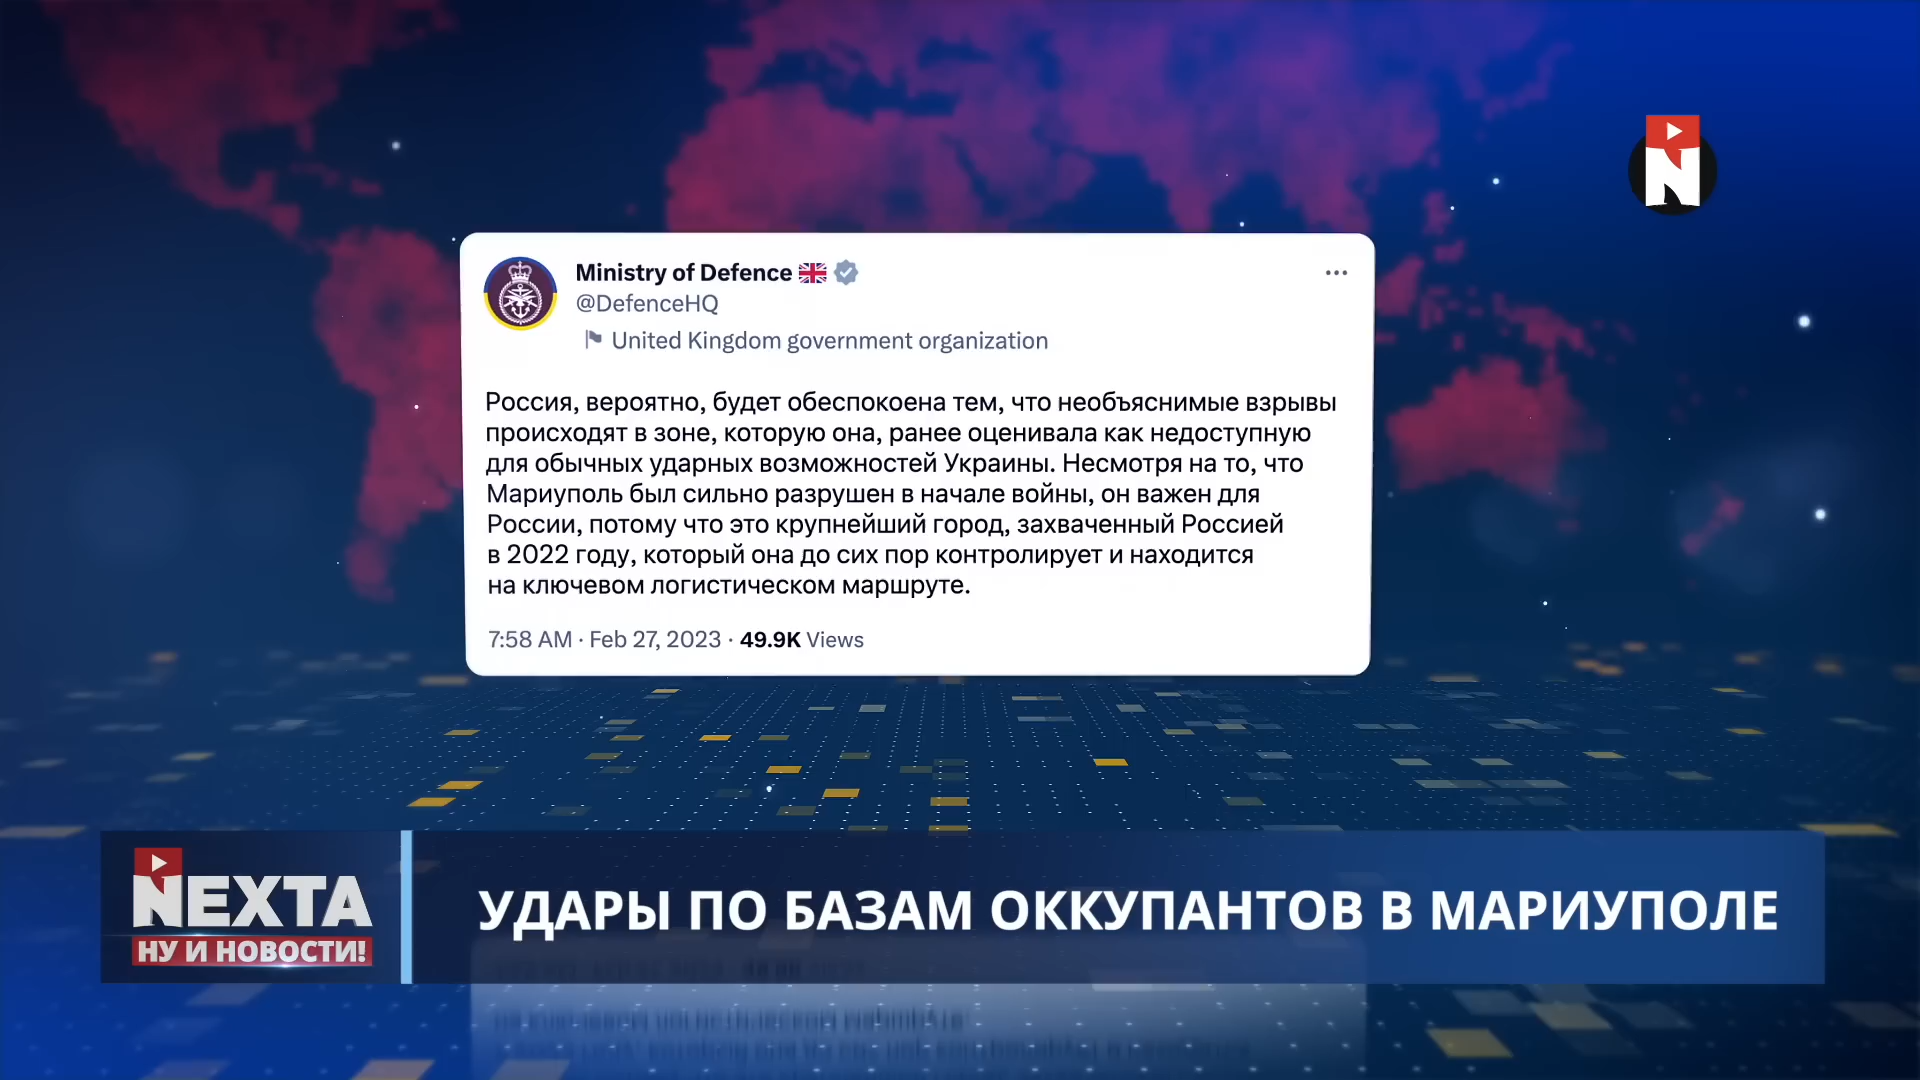 N
Ministry of Defence
@DefenceHQ
United Kingdom government organization
Россия, вероятно, будет обеспокоена тем, что необъяснимые взрывы
происходят в зоне, которую она, ранее оценивала как недоступную
для обычных ударных возможностей Украины. Несмотря на то, что
Мариуполь был сильно разрушен в начале войны, он важен для
России, потому что это крупнейший город, захваченный Россией
в 2022 году, который она до сих пор контролирует и находится
на ключевом логистическом маршруте.
7:58 AM · Feb 27, 2023 · 49.9K Views
NEXTA
НУ И НОВОСТИ!
УДАРЫ ПО БАЗАМ ОККУПАНТОВ В МАРИУПОЛЕ